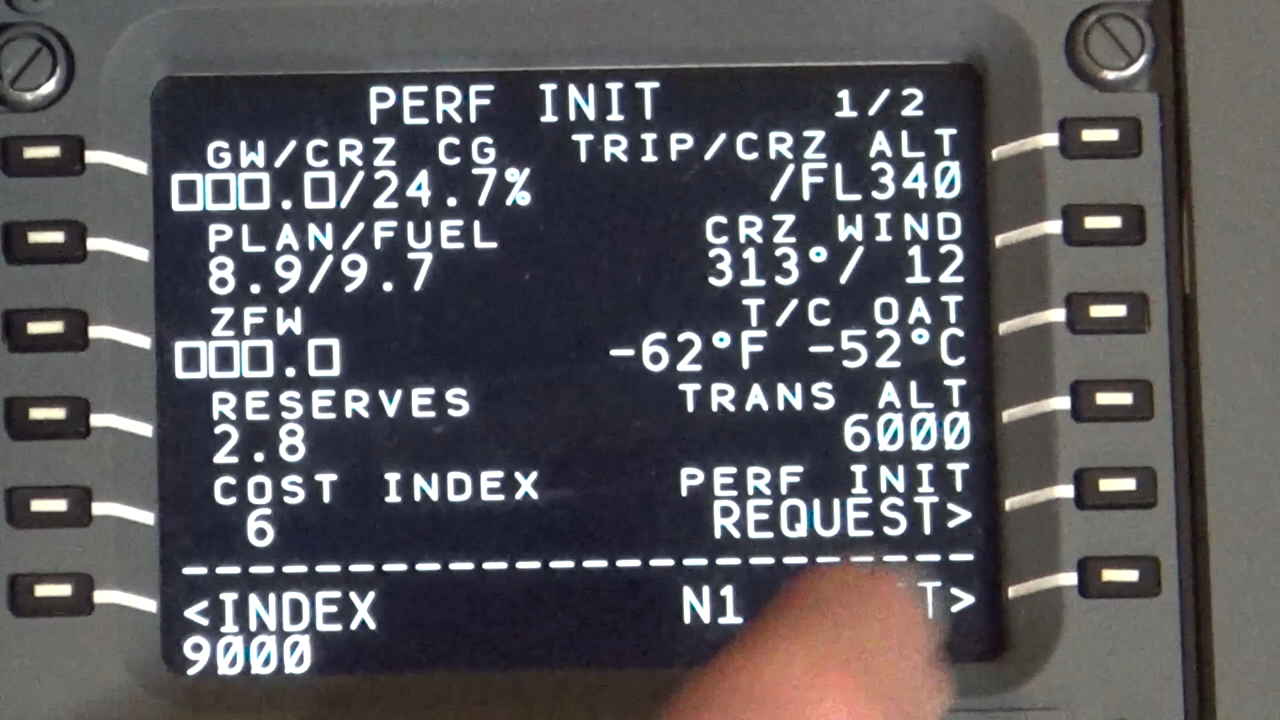 PERF INIT 1/2
GW/CRZ CG TRIP/CRZ ALT
□□□.□/24.7% /FL340
PLAN/FUEL CRZ WIND
8.9/9.7 313°/ 12
ZFW T/C OAT
□□□.□ -62°F -52°C
RESERVES TRANS ALT
2.8 6000
COST INDEX PERF INIT
6 REQUEST>
--------------------------------
<INDEX N1 T>
9000